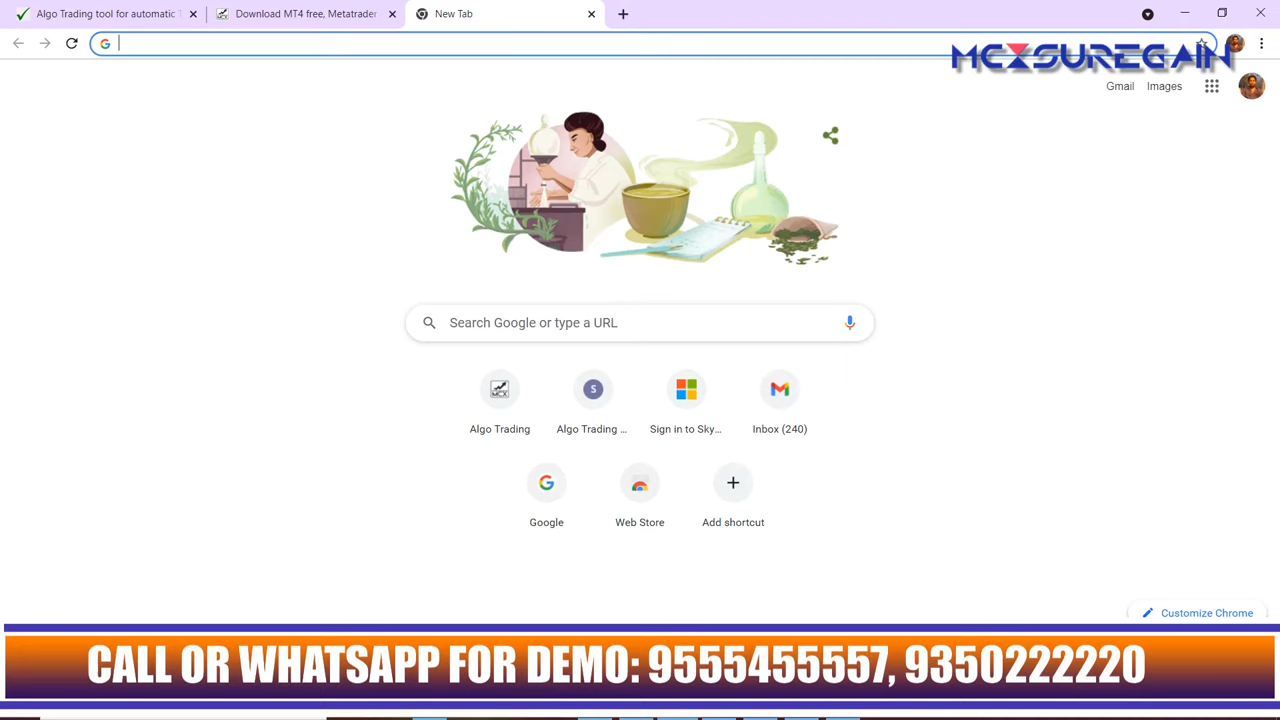 Algo Trading tool for automatic
Download MT4 free, Metatrader
New Tab
MCXSUREGAIN
Gmail
Images
Search Google or type a URL
MCX
S
Algo Trading
Algo Trading ...
Sign in to Sky...
Inbox (240)
Google
Web Store
Add shortcut
Customize Chrome
CALL OR WHATSAPP FOR DEMO: 9555455557, 9350222220